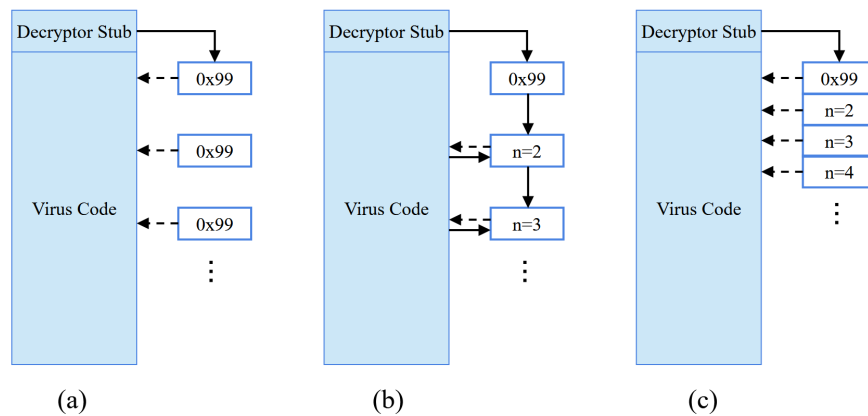 Decryptor Stub
0x99
0x99
Virus Code
0x99
(a)
Decryptor Stub
0x99
n=2
Virus Code
n=3
(b)
Decryptor Stub
0x99
n=2
n=3
n=4
Virus Code
(c)